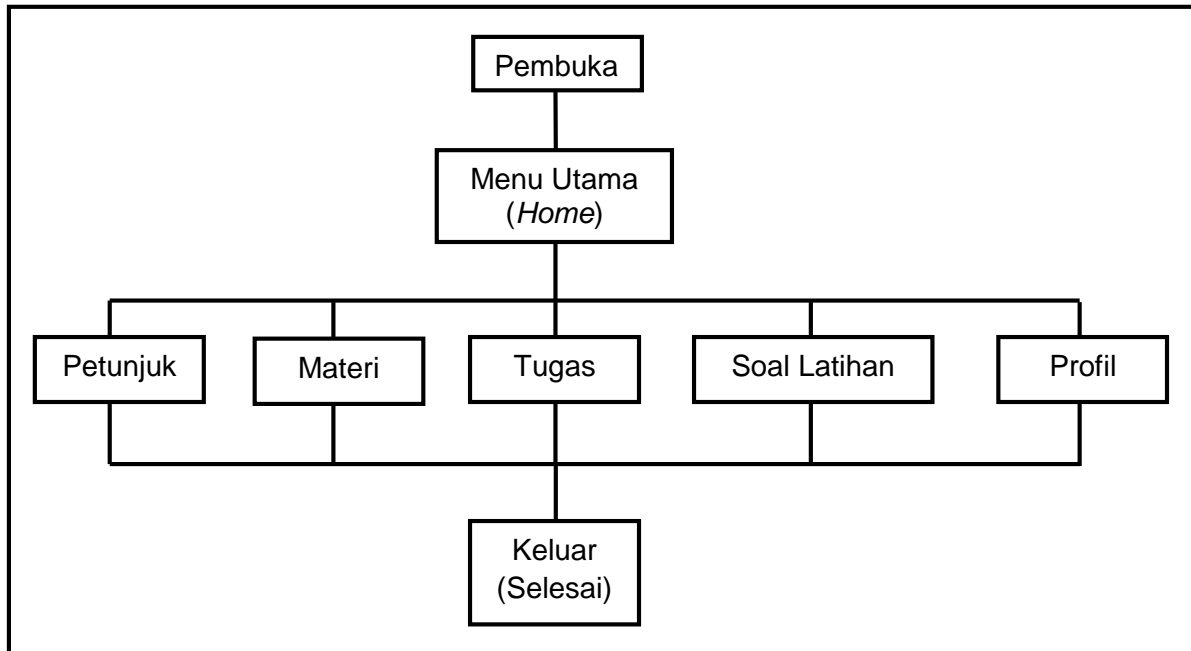 Pembuka
Menu Utama
(Home)
Petunjuk
Materi
Tugas
Soal Latihan
Profil
Keluar
(Selesai)